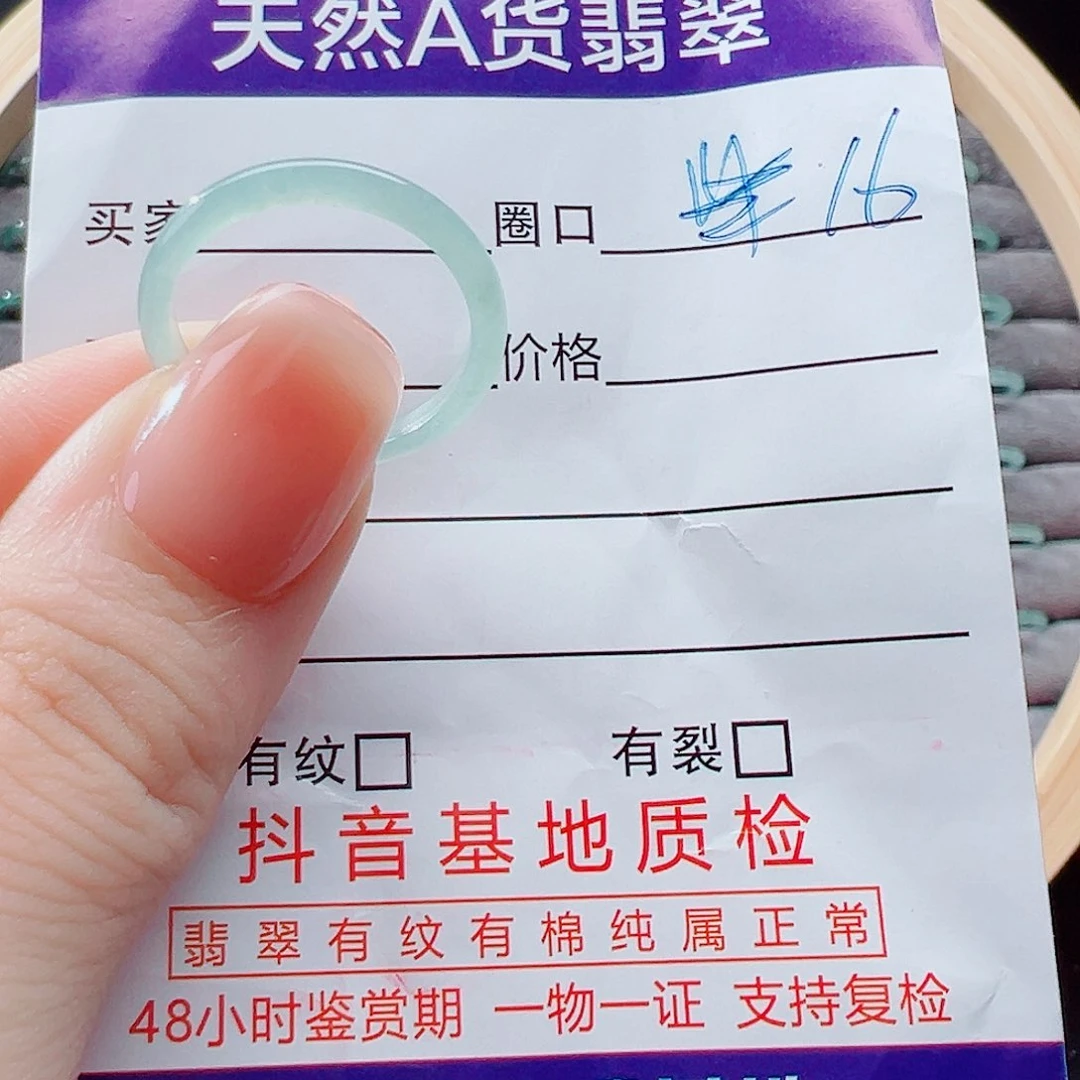 天然A货翡翠
买家 圈口 16
价格
有纹 有裂
抖音基地质检
翡翠有纹有棉纯属正常
48小时鉴赏期 一物一证 支持复检